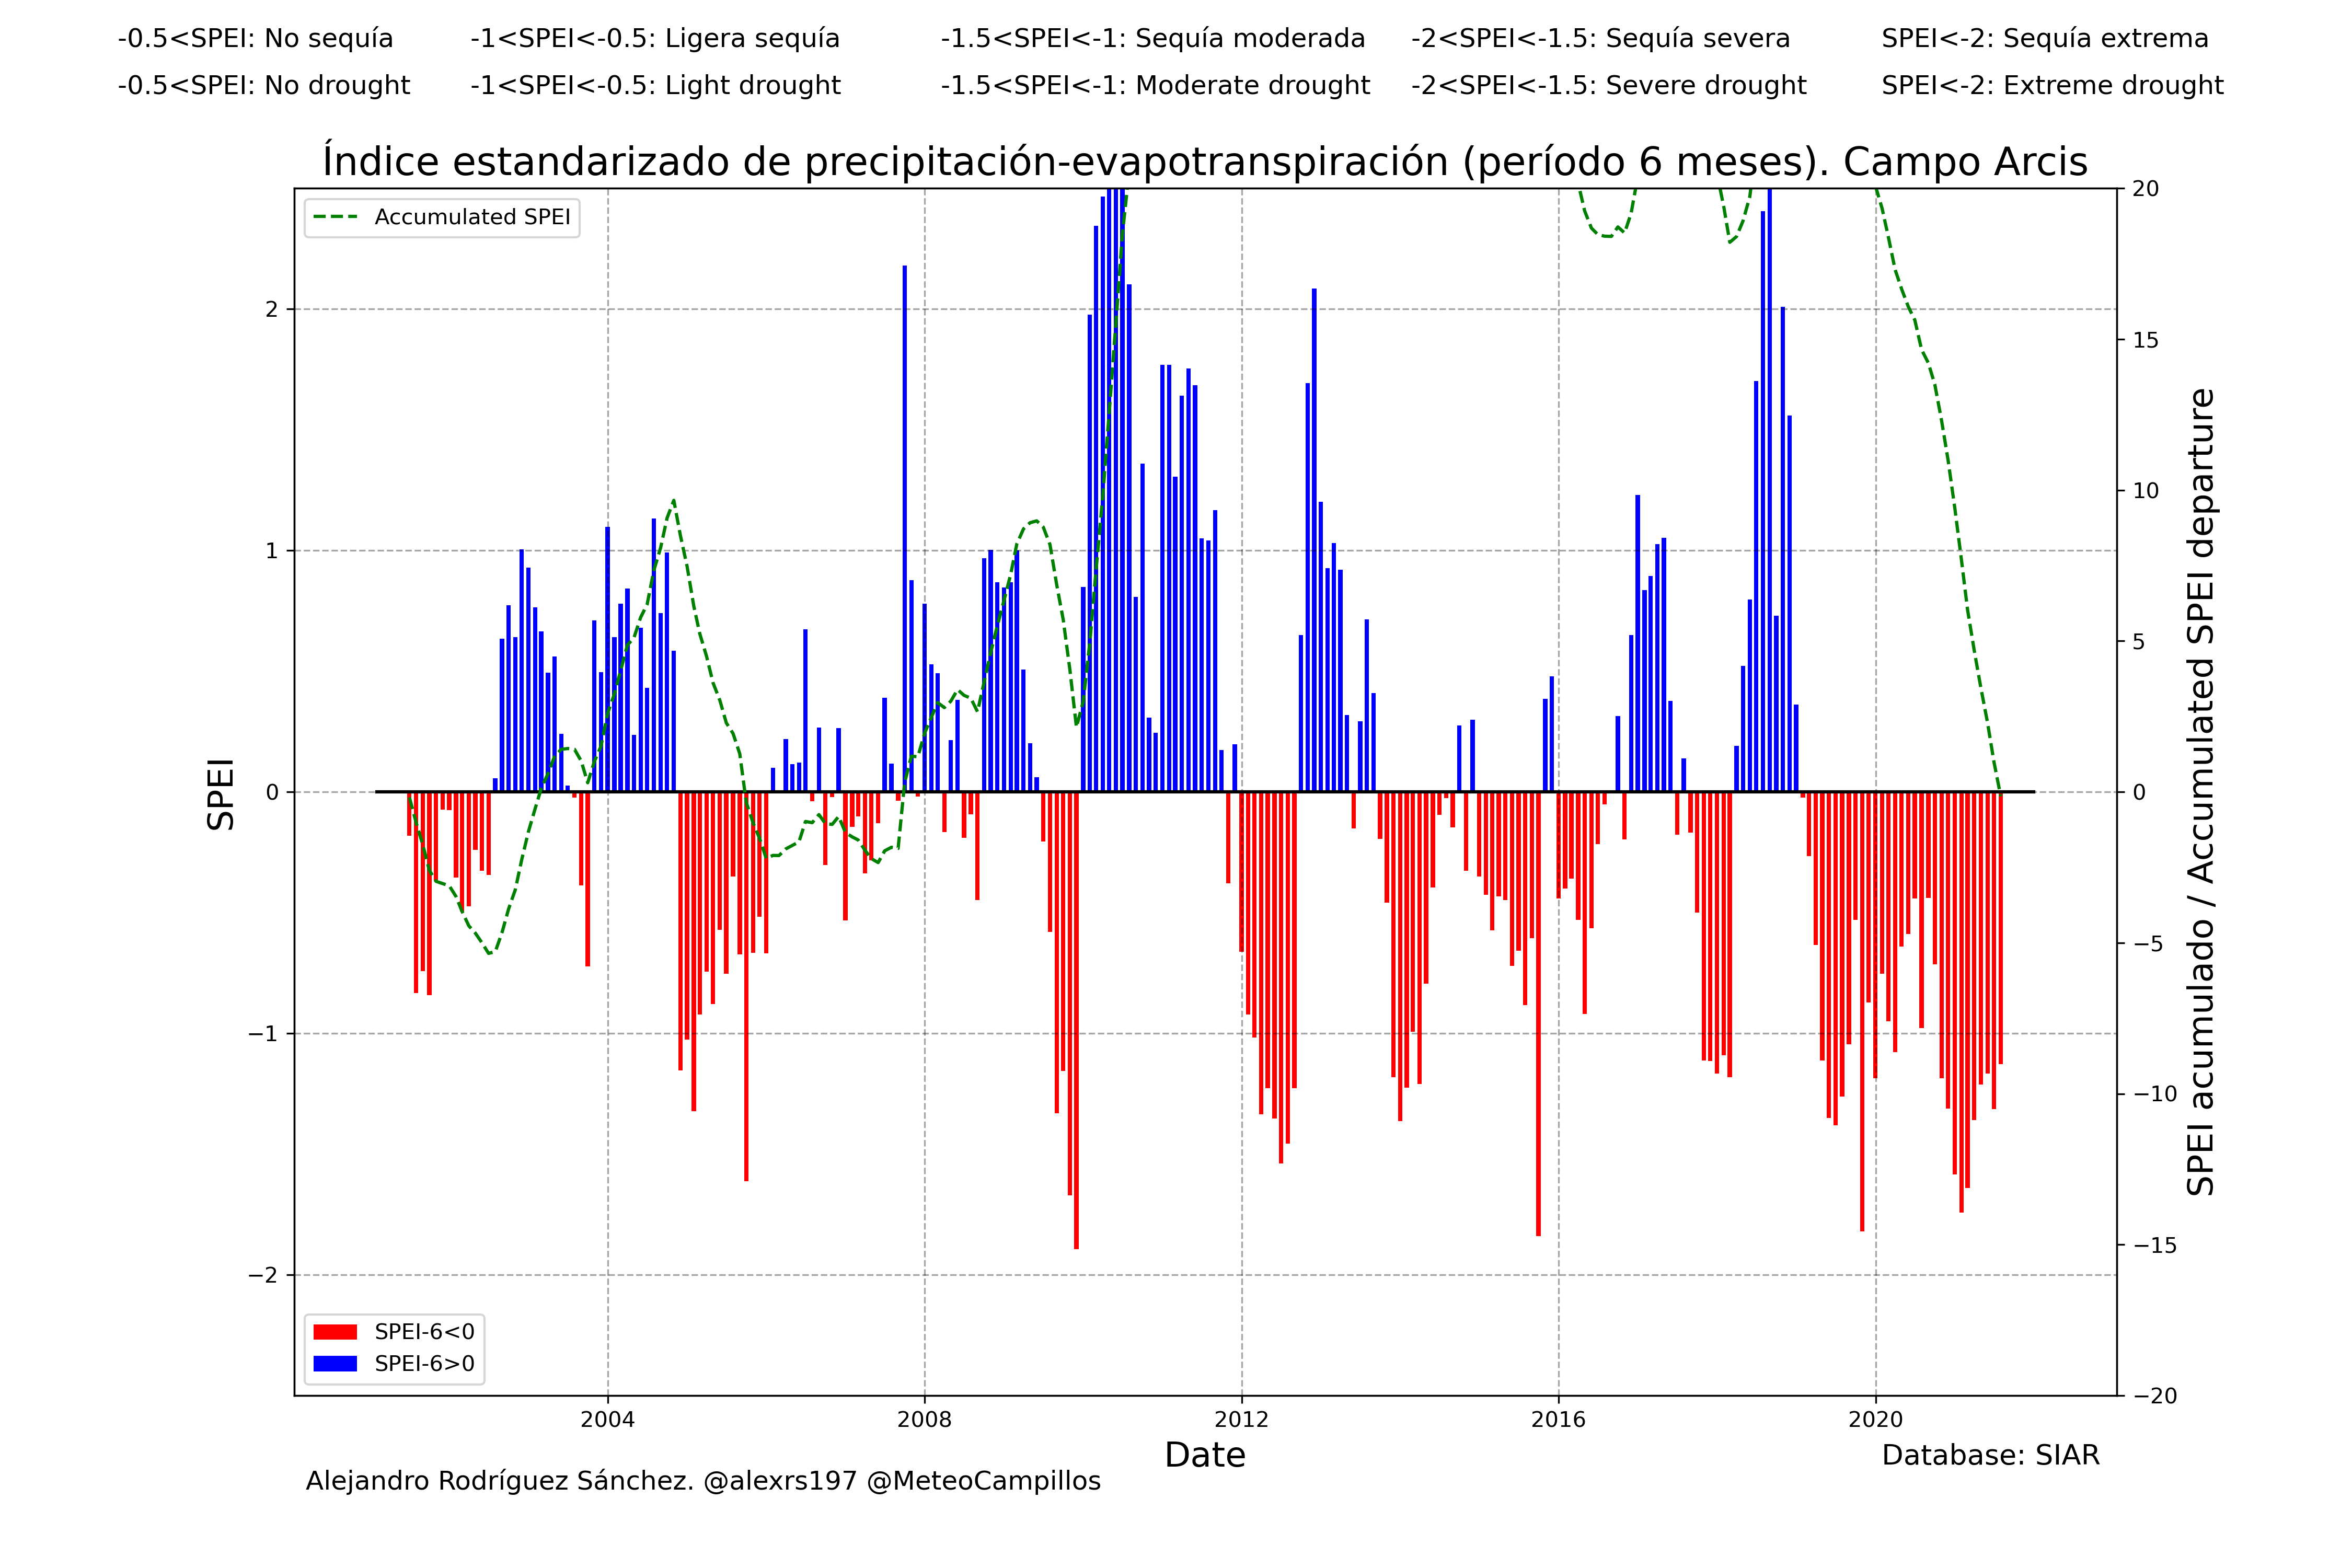 -0.5<SPEI: No sequía -1<SPEI<-0.5: Ligera sequía -1.5<SPEI<-1: Sequía moderada -2<SPEI<-1.5: Sequía severa SPEI<-2: Sequía extrema
-0.5<SPEI: No drought -1<SPEI<-0.5: Light drought -1.5<SPEI<-1: Moderate drought -2<SPEI<-1.5: Severe drought SPEI<-2: Extreme drought
Índice estandarizado de precipitación-evapotranspiración (período 6 meses). Campo Arcis
Accumulated SPEI
2
1
0
−1
−2
SPEI
20
15
10
5
0
−5
−10
−15
−20
SPEI acumulado / Accumulated SPEI departure
SPEI-6<0
SPEI-6>0
2004 2008 2012 2016 2020
Date
Database: SIAR
Alejandro Rodríguez Sánchez. @alexrs197 @MeteoCampillos